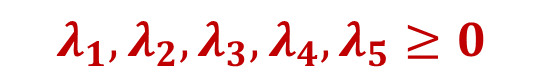 λ₁, λ₂, λ₃, λ₄, λ₅ ≥ 0